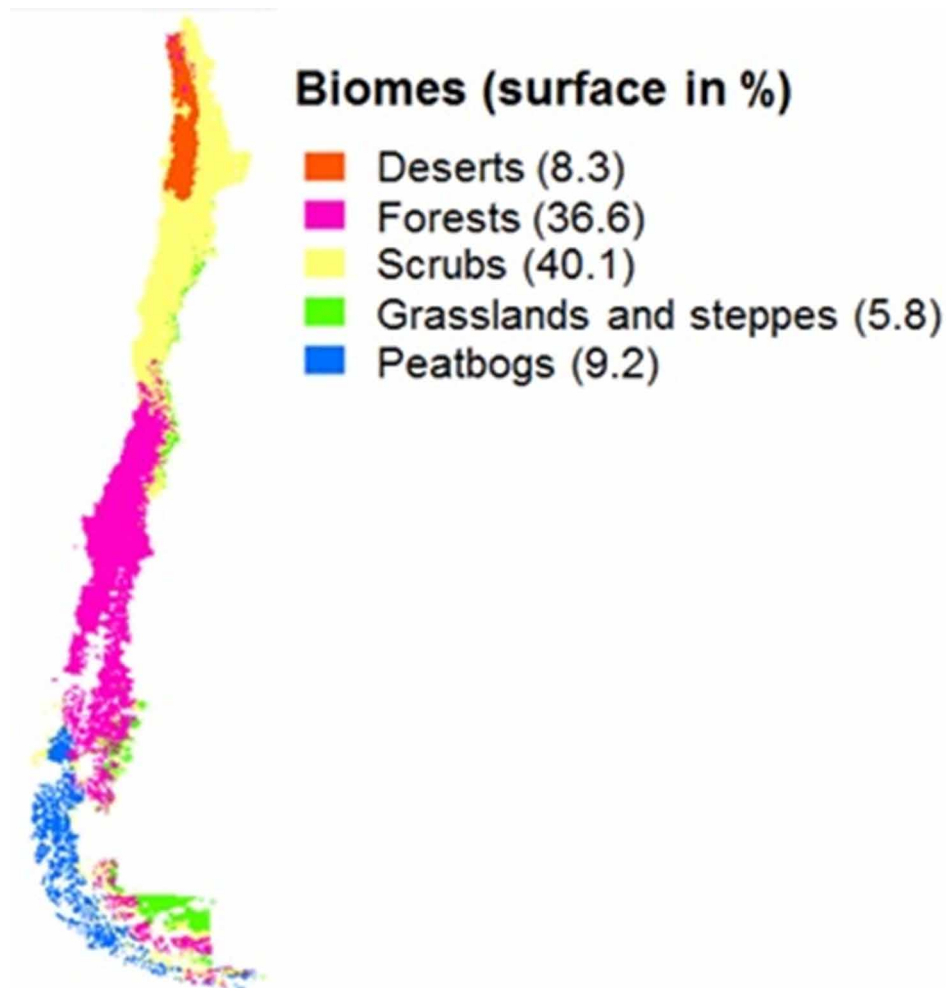 Biomes (surface in %)
Deserts (8.3)
Forests (36.6)
Scrubs (40.1)
Grasslands and steppes (5.8)
Peatbogs (9.2)